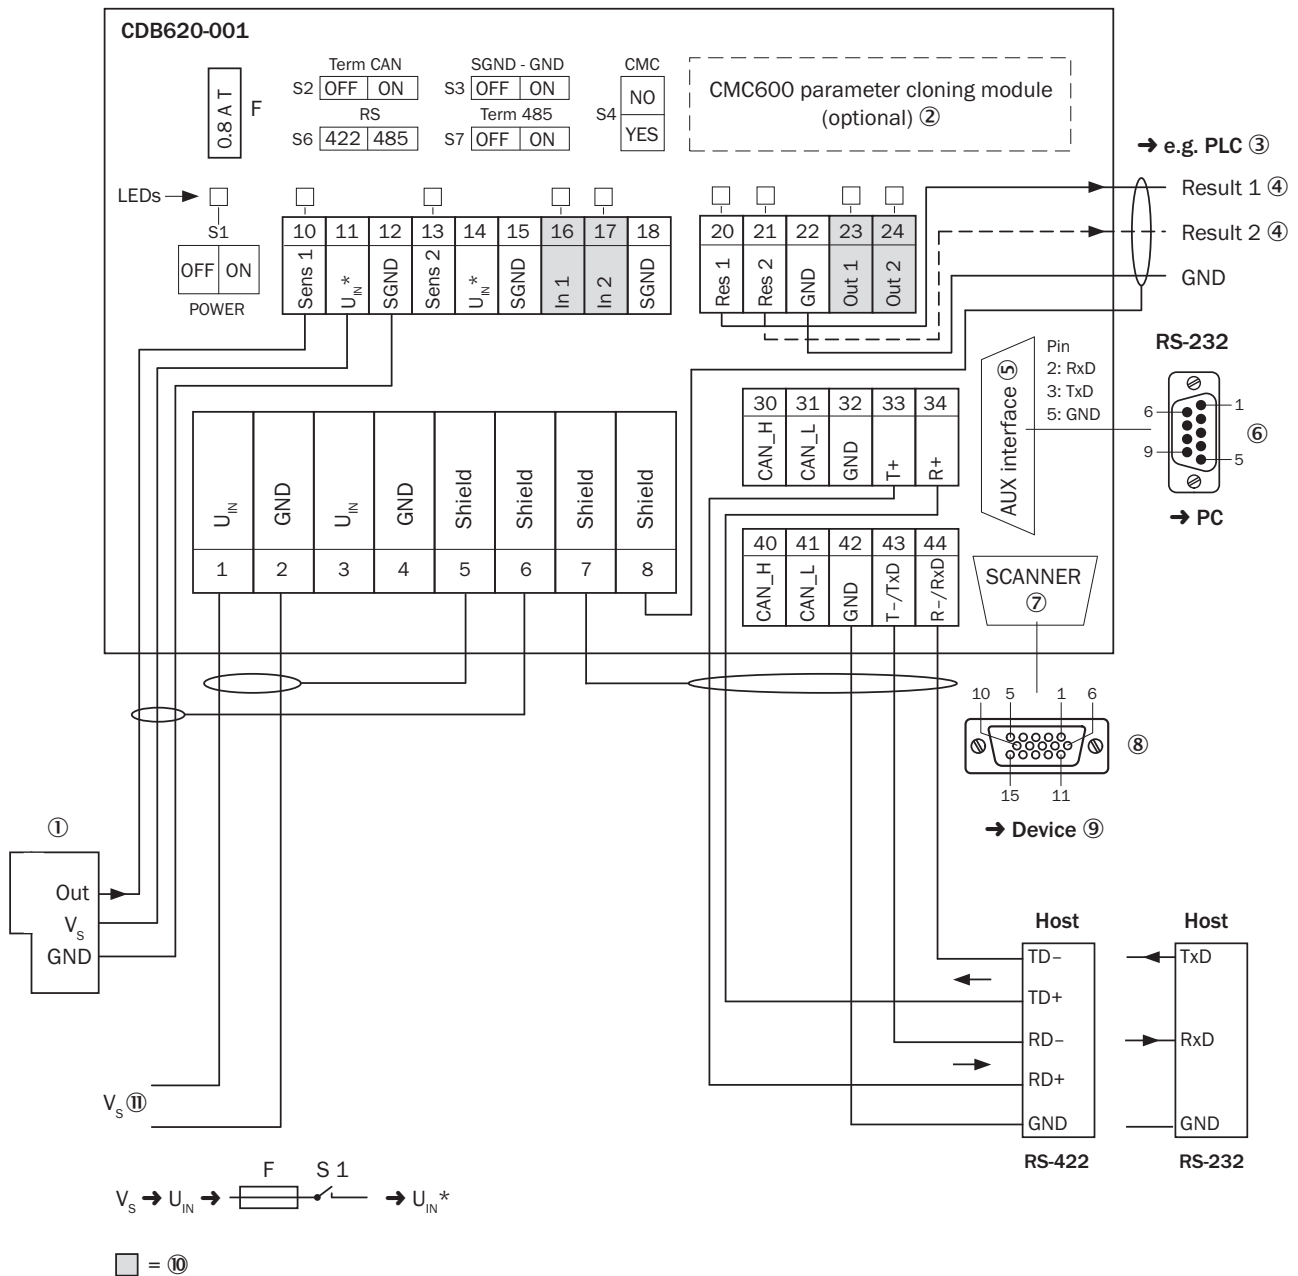 CDB620-001
0.8 A T
F
Term CAN
S2 OFF ON
RS
S6 422 485
SGND - GND
S3 OFF ON
Term 485
S7 OFF ON
CMC
S4
NO
YES
CMC600 parameter cloning module
(optional) ②
➔ e.g. PLC ③
Result 1 ④
Result 2 ④
GND
LEDs
S1
OFF ON
POWER
10 11 12 13 14 15 16 17 18
Sens 1 U_IN* SGND Sens 2 U_IN* SGND In 1 In 2 SGND
20 21 22 23 24
Res 1 Res 2 GND Out 1 Out 2
U_IN GND U_IN GND Shield Shield Shield Shield
1 2 3 4 5 6 7 8
30 31 32 33 34
CAN_H CAN_L GND T+ R+
40 41 42 43 44
CAN_H CAN_L GND T–/TxD R–/RxD
AUX interface ⑤
Pin
2: RxD
3: TxD
5: GND
RS-232
6 1
9 5
⑥
➔ PC
SCANNER
⑦
10 5 1 6
⑧
15 11
➔ Device ⑨
①
Out
V_S
GND
V_S ⑪
Host
TD–
TD+
RD–
RD+
GND
RS-422
Host
TxD
RxD
GND
RS-232
F S 1
V_S ➔ U_IN ➔ ➔ U_IN*
= ⑩